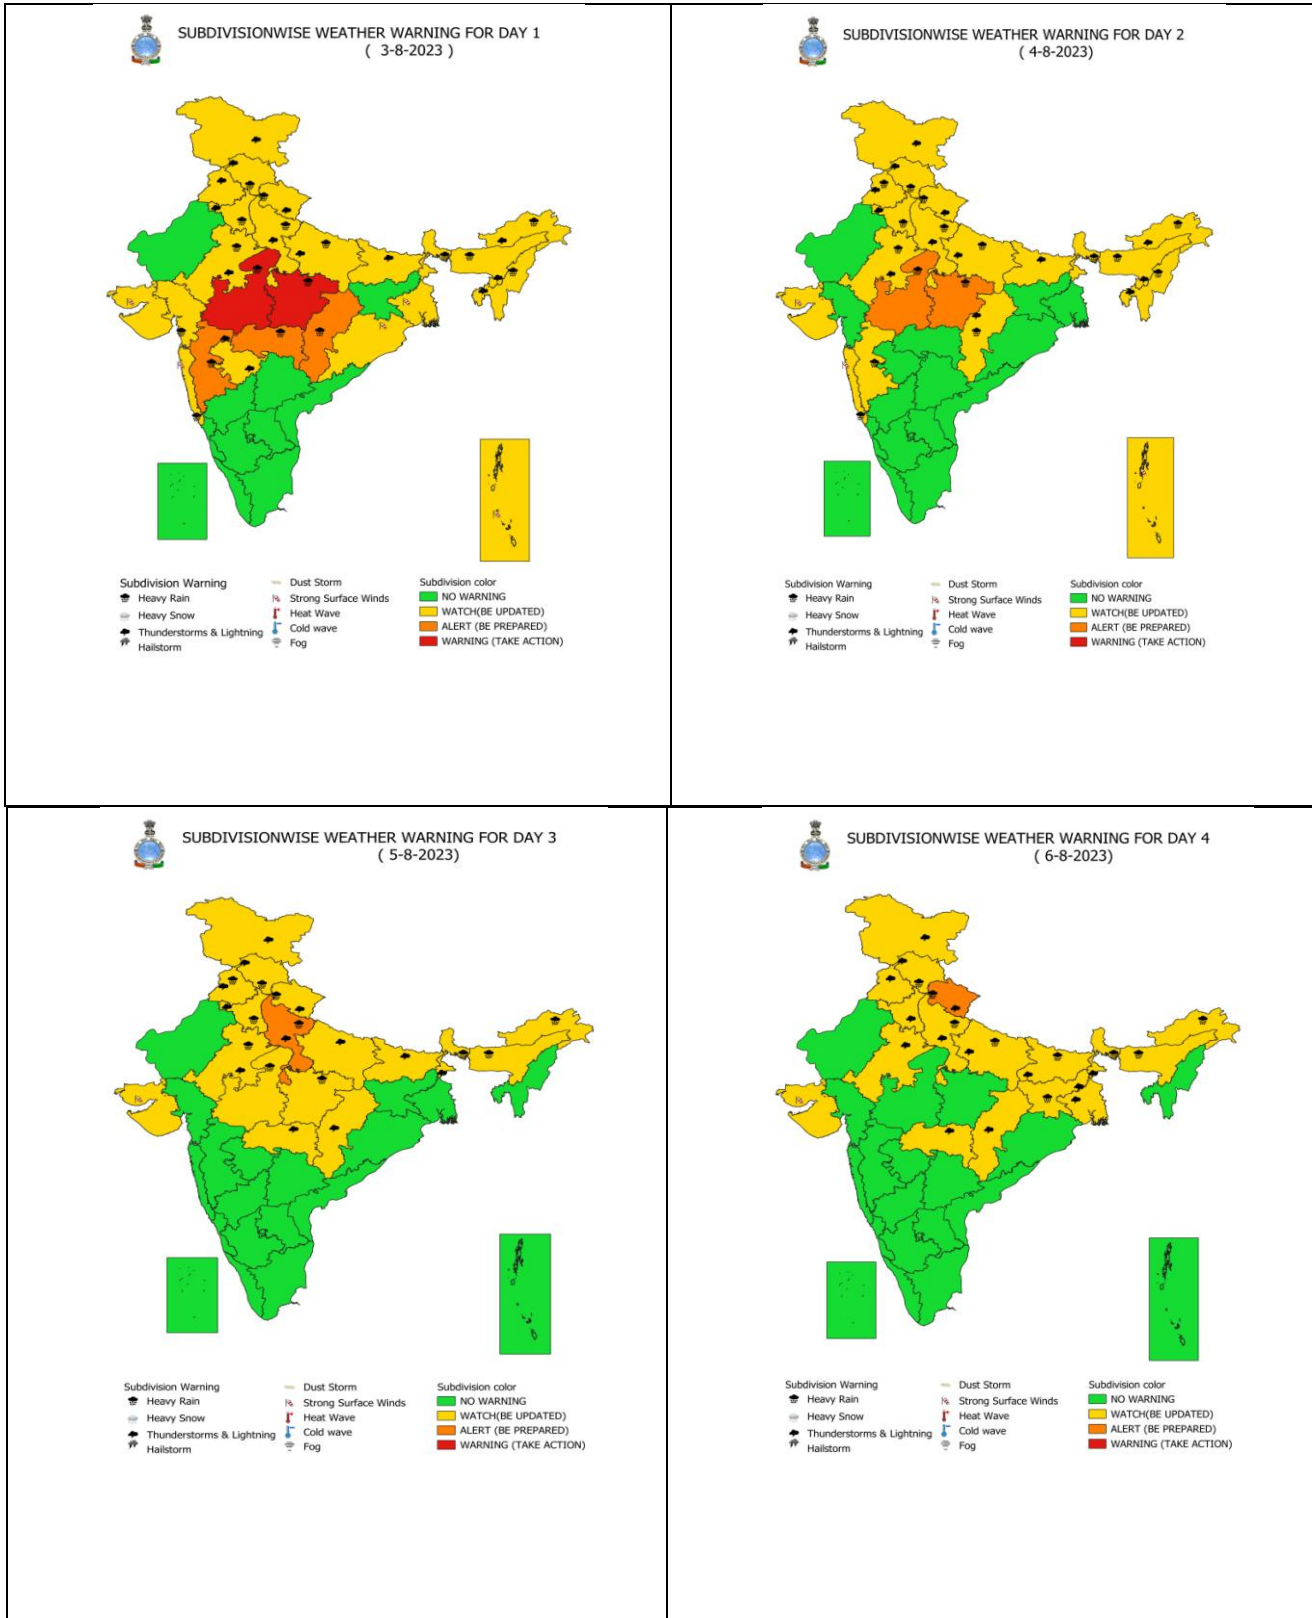 SUBDIVISIONWISE WEATHER WARNING FOR DAY 1
( 3-8-2023 )
Subdivision Warning
Heavy Rain
Heavy Snow
Thunderstorms & Lightning
Hailstorm
Dust Storm
Strong Surface Winds
Heat Wave
Cold wave
Fog
Subdivision color
NO WARNING
WATCH(BE UPDATED)
ALERT (BE PREPARED)
WARNING (TAKE ACTION)
SUBDIVISIONWISE WEATHER WARNING FOR DAY 2
( 4-8-2023)
Subdivision Warning
Heavy Rain
Heavy Snow
Thunderstorms & Lightning
Hailstorm
Dust Storm
Strong Surface Winds
Heat Wave
Cold wave
Fog
Subdivision color
NO WARNING
WATCH(BE UPDATED)
ALERT (BE PREPARED)
WARNING (TAKE ACTION)
SUBDIVISIONWISE WEATHER WARNING FOR DAY 3
( 5-8-2023)
Subdivision Warning
Heavy Rain
Heavy Snow
Thunderstorms & Lightning
Hailstorm
Dust Storm
Strong Surface Winds
Heat Wave
Cold wave
Fog
Subdivision color
NO WARNING
WATCH(BE UPDATED)
ALERT (BE PREPARED)
WARNING (TAKE ACTION)
SUBDIVISIONWISE WEATHER WARNING FOR DAY 4
( 6-8-2023)
Subdivision Warning
Heavy Rain
Heavy Snow
Thunderstorms & Lightning
Hailstorm
Dust Storm
Strong Surface Winds
Heat Wave
Cold wave
Fog
Subdivision color
NO WARNING
WATCH(BE UPDATED)
ALERT (BE PREPARED)
WARNING (TAKE ACTION)